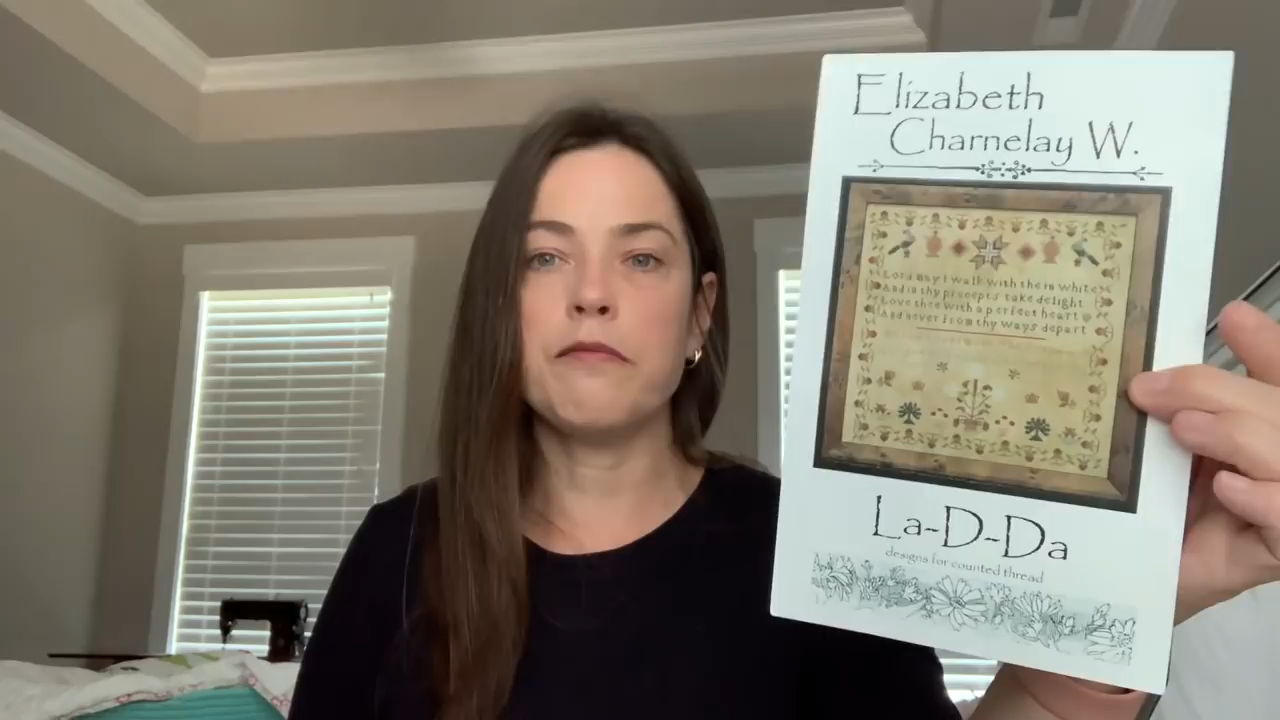 Elizabeth
Charnelay W.
Lord may I walk with the in white
And in thy precepts take delight
Love thee with a perfect heart
And never from thy ways depart
La-D-Da
designs for counted thread